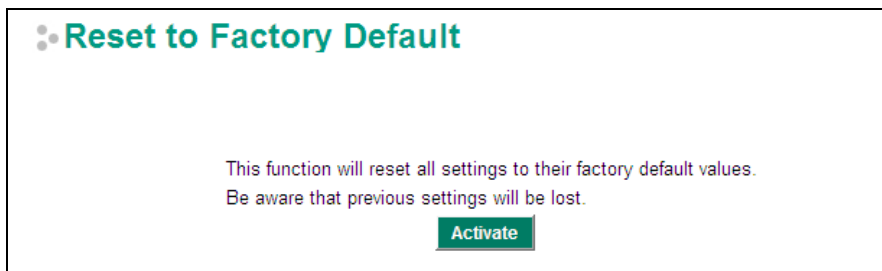 Reset to Factory Default
This function will reset all settings to their factory default values.
Be aware that previous settings will be lost.
Activate